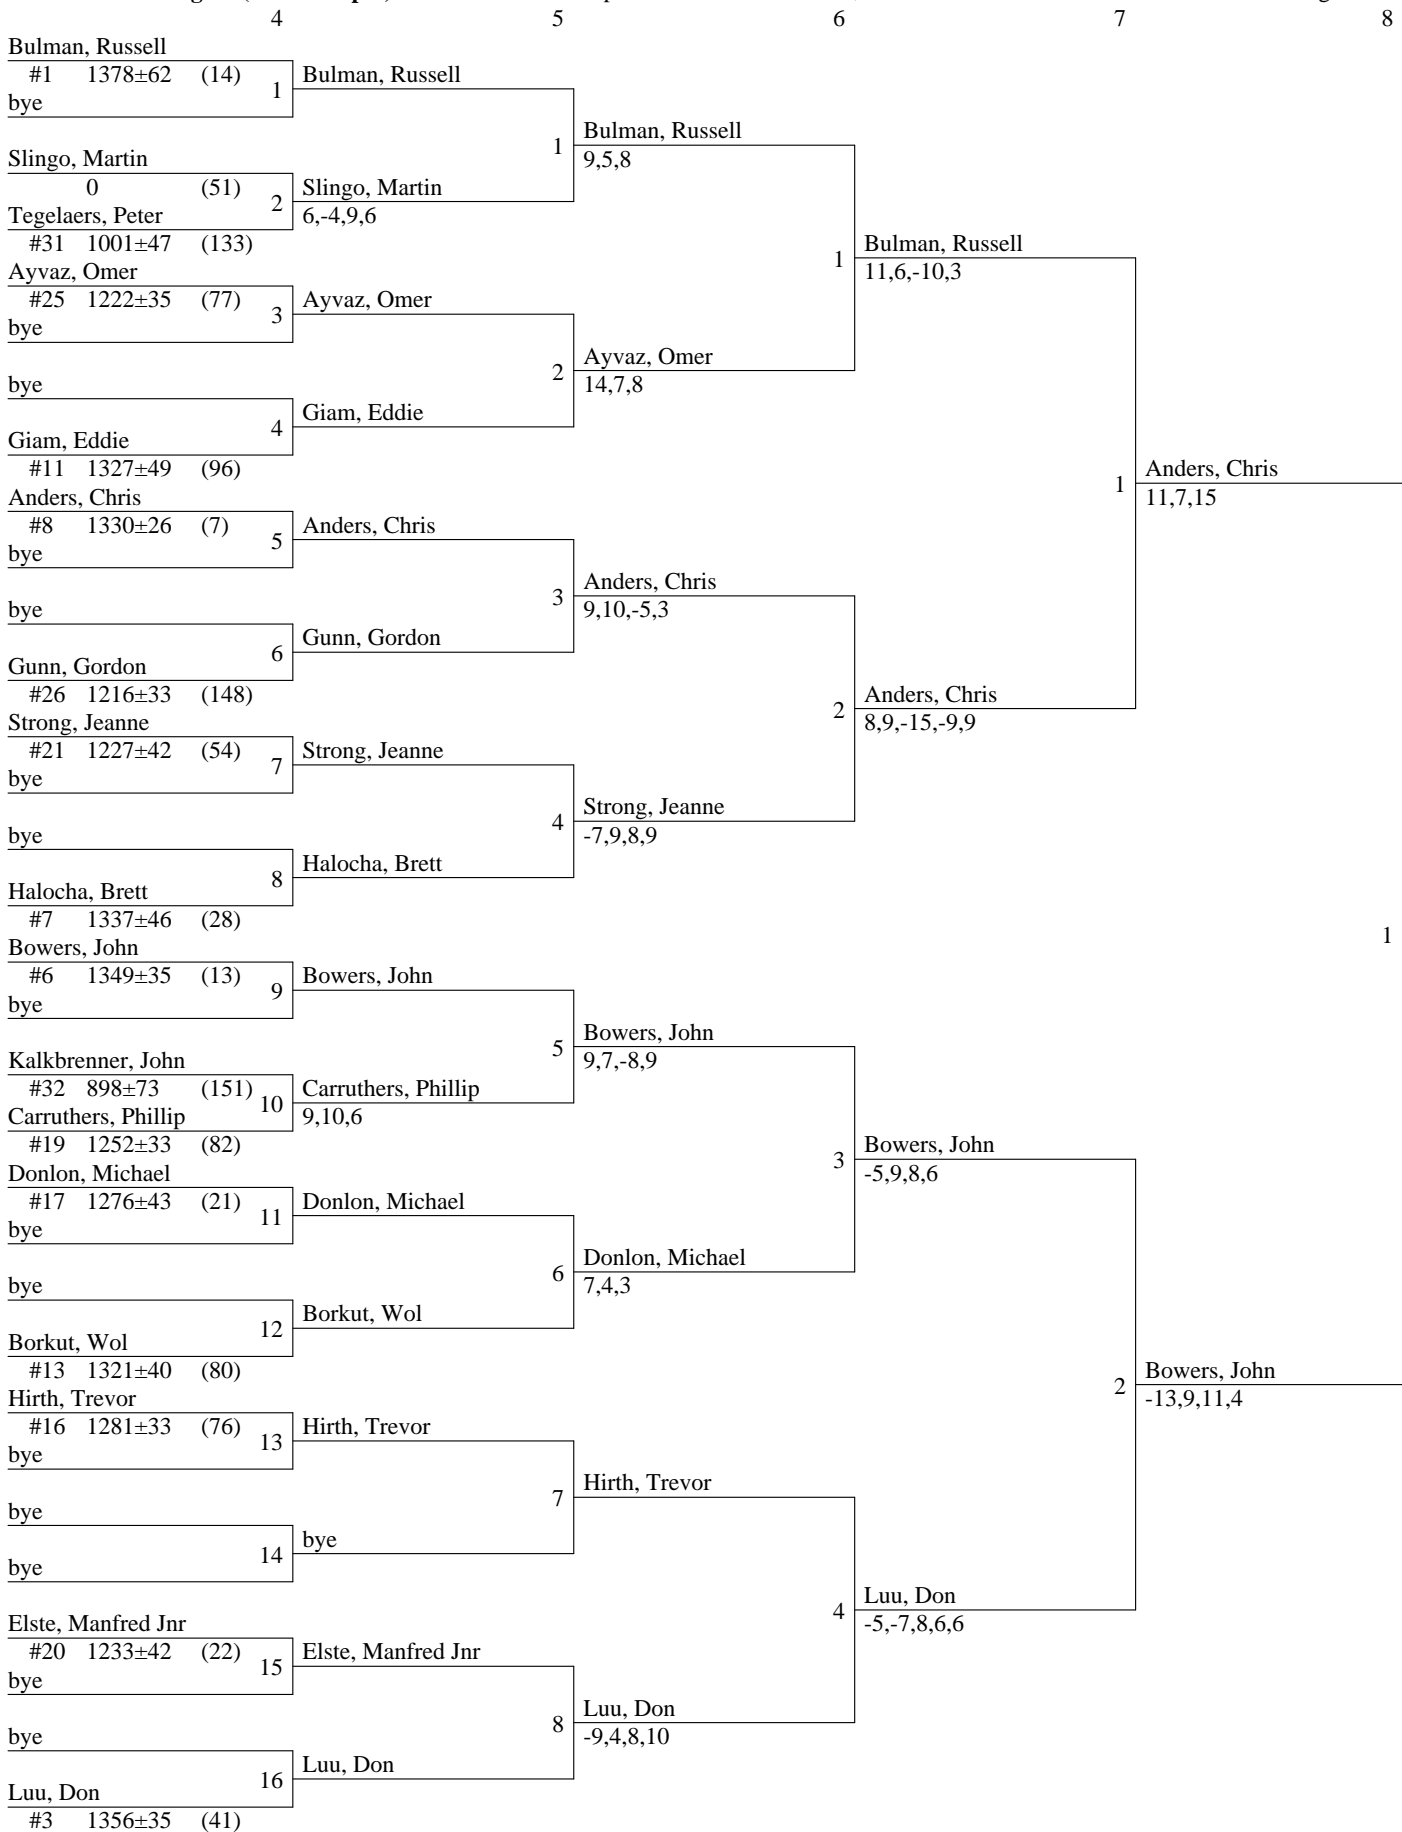 4 5 6 7 8
Bulman, Russell
#1 1378±62 (14) 1 Bulman, Russell
bye
1 Bulman, Russell
9,5,8
Slingo, Martin
0 (51) 2 Slingo, Martin
Tegelaers, Peter 6,-4,9,6
#31 1001±47 (133)
1 Bulman, Russell
11,6,-10,3
Ayvaz, Omer
#25 1222±35 (77) 3 Ayvaz, Omer
bye
2 Ayvaz, Omer
14,7,8
bye
4 Giam, Eddie
Giam, Eddie
#11 1327±49 (96)
1 Anders, Chris
11,7,15
Anders, Chris
#8 1330±26 (7) 5 Anders, Chris
bye
3 Anders, Chris
9,10,-5,3
bye
6 Gunn, Gordon
Gunn, Gordon
#26 1216±33 (148)
2 Anders, Chris
8,9,-15,-9,9
Strong, Jeanne
#21 1227±42 (54) 7 Strong, Jeanne
bye
4 Strong, Jeanne
-7,9,8,9
bye
8 Halocha, Brett
Halocha, Brett
#7 1337±46 (28)
1
Bowers, John
#6 1349±35 (13) 9 Bowers, John
bye
5 Bowers, John
9,7,-8,9
Kalkbrenner, John
#32 898±73 (151) 10 Carruthers, Phillip
Carruthers, Phillip 9,10,6
#19 1252±33 (82)
3 Bowers, John
-5,9,8,6
Donlon, Michael
#17 1276±43 (21) 11 Donlon, Michael
bye
6 Donlon, Michael
7,4,3
bye
12 Borkut, Wol
Borkut, Wol
#13 1321±40 (80)
2 Bowers, John
-13,9,11,4
Hirth, Trevor
#16 1281±33 (76) 13 Hirth, Trevor
bye
7 Hirth, Trevor
bye
14 bye
bye
4 Luu, Don
-5,-7,8,6,6
Elste, Manfred Jnr
#20 1233±42 (22) 15 Elste, Manfred Jnr
bye
8 Luu, Don
-9,4,8,10
bye
16 Luu, Don
Luu, Don
#3 1356±35 (41)